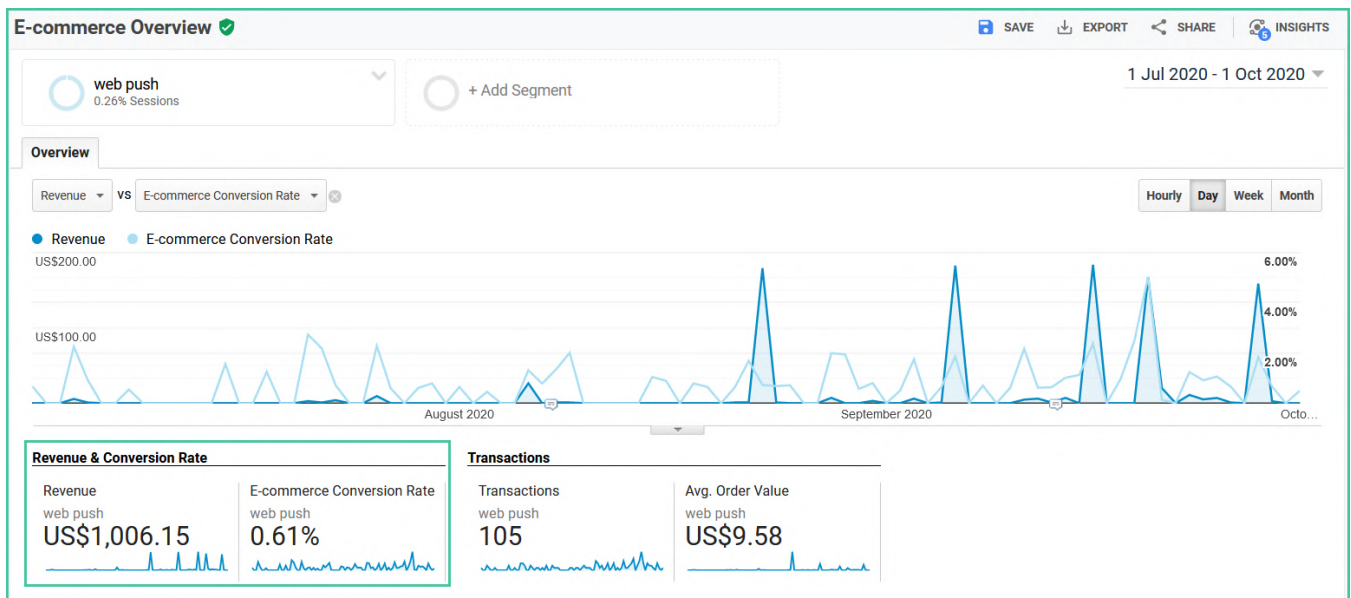 E-commerce Overview
SAVE EXPORT SHARE 5 INSIGHTS
web push
0.26% Sessions
+ Add Segment
1 Jul 2020 - 1 Oct 2020
Overview
Revenue VS E-commerce Conversion Rate
Hourly Day Week Month
Revenue E-commerce Conversion Rate
US$200.00 6.00%
4.00%
US$100.00
2.00%
August 2020 September 2020 Octo...
Revenue & Conversion Rate Transactions
Revenue E-commerce Conversion Rate Transactions Avg. Order Value
web push web push web push web push
US$1,006.15 0.61% 105 US$9.58